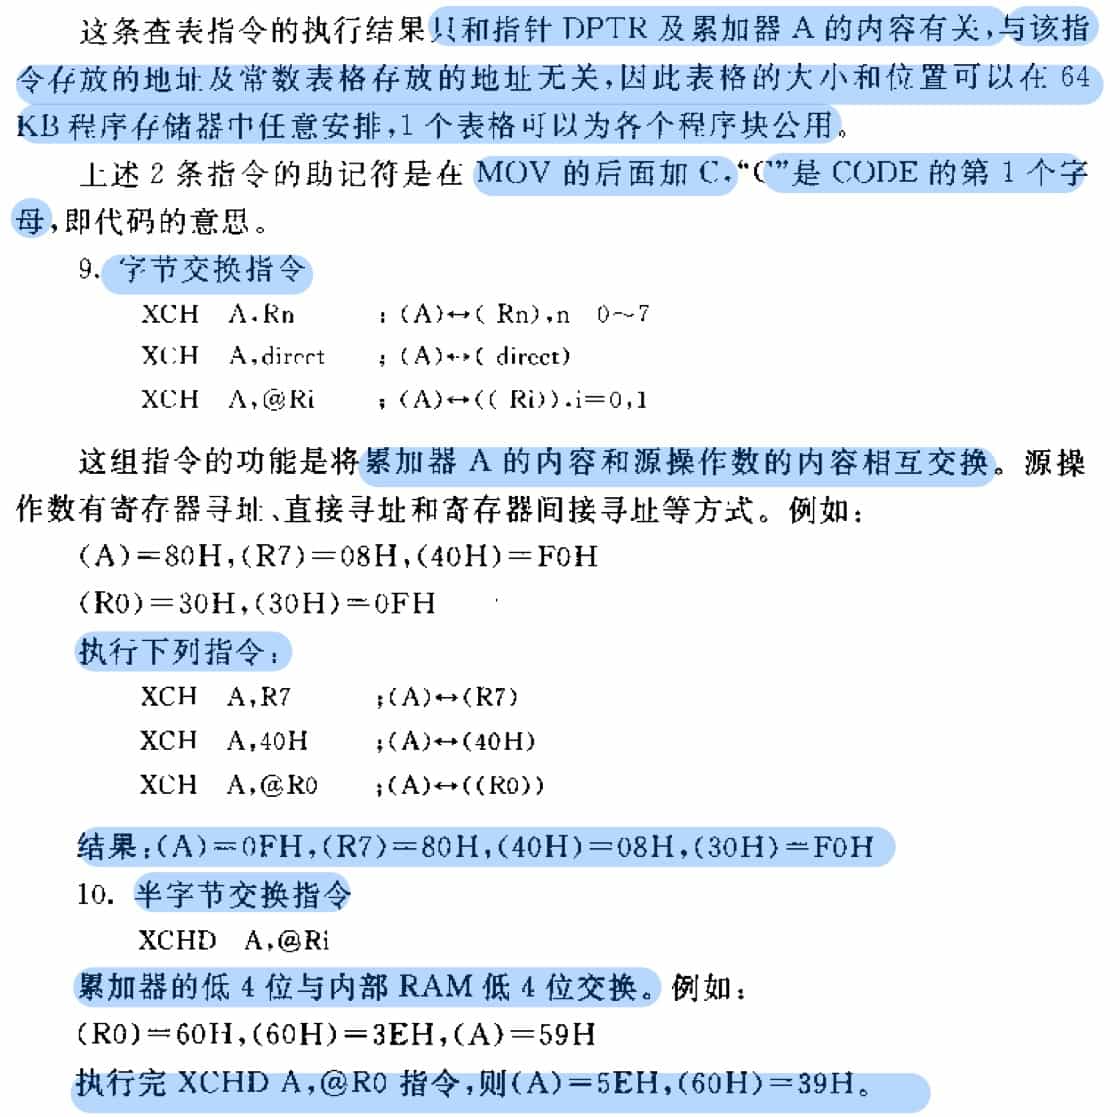 这条查表指令的执行结果只和指针 DPTR 及累加器 A 的内容有关,与该指
令存放的地址及常数表格存放的地址无关,因此表格的大小和位置可以在 64
KB 程序存储器中任意安排,1 个表格可以为各个程序块公用。
上述 2 条指令的助记符是在 MOV 的后面加 C,“C”是 CODE 的第 1 个字
母,即代码的意思。
9. 字节交换指令
XCH A,Rn ;(A)↔( Rn),n 0~7
XCH A,direct ;(A)↔( direct)
XCH A,@Ri ;(A)↔(( Ri)).i=0,1
这组指令的功能是将累加器 A 的内容和源操作数的内容相互交换。源操
作数有寄存器寻址、直接寻址和寄存器间接寻址等方式。例如:
(A)=80H,(R7)=08H,(40H)=F0H
(R0)=30H,(30H)=0FH
执行下列指令:
XCH A,R7 ;(A)↔(R7)
XCH A,40H ;(A)↔(40H)
XCH A,@R0 ;(A)↔((R0))
结果:(A)=0FH,(R7)=80H,(40H)=08H,(30H)=F0H
10. 半字节交换指令
XCHD A,@Ri
累加器的低 4 位与内部 RAM 低 4 位交换。例如:
(R0)=60H,(60H)=3EH,(A)=59H
执行完 XCHD A,@R0 指令,则(A)=5EH,(60H)=39H。